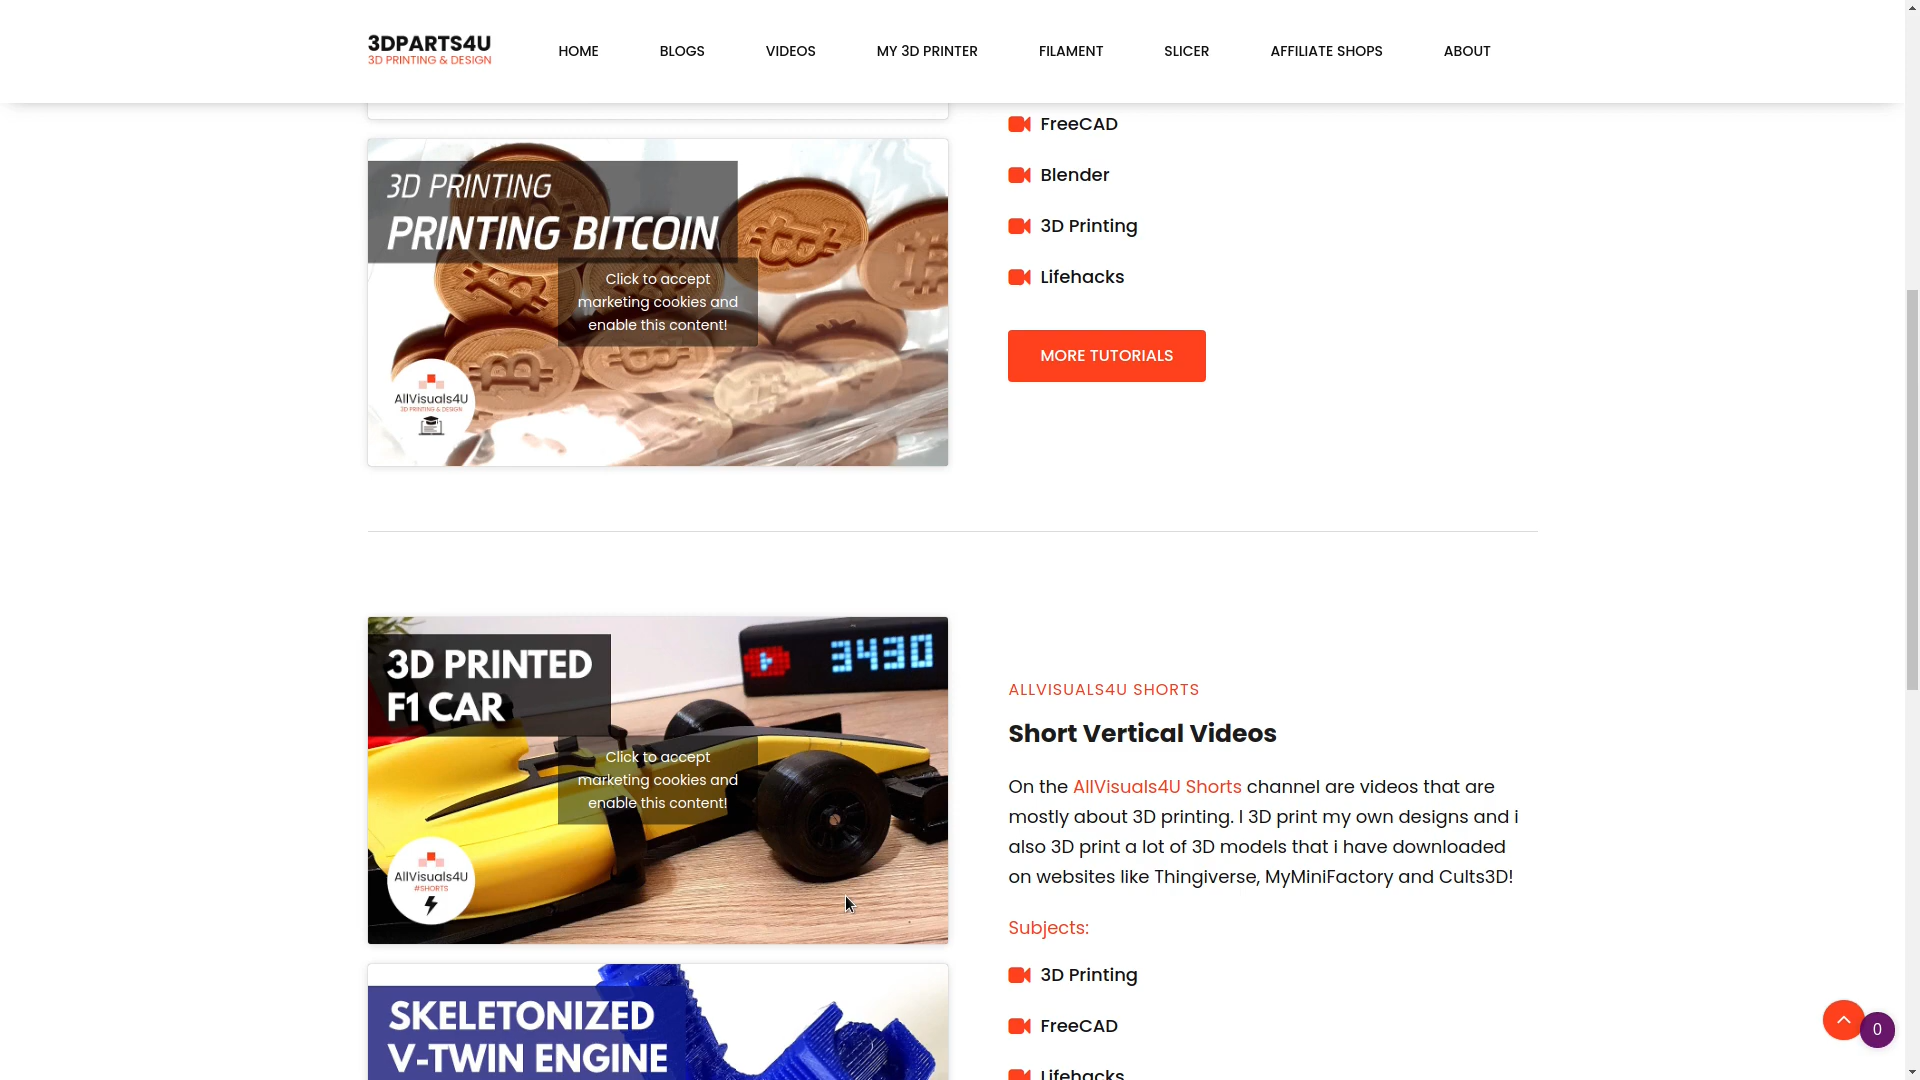 3DPARTS4U
3D PRINTING & DESIGN
HOME
BLOGS
VIDEOS
MY 3D PRINTER
FILAMENT
SLICER
AFFILIATE SHOPS
ABOUT
3D PRINTING
PRINTING BITCOIN
Click to accept
marketing cookies and
enable this content!
AllVisuals4U
3D PRINTING & DESIGN
FreeCAD
Blender
3D Printing
Lifehacks
MORE TUTORIALS
3D PRINTED
F1 CAR
3430
Click to accept
marketing cookies and
enable this content!
AllVisuals4U
#SHORTS
SKELETONIZED
V-TWIN ENGINE
ALLVISUALS4U SHORTS
Short Vertical Videos
On the AllVisuals4U Shorts channel are videos that are
mostly about 3D printing. I 3D print my own designs and i
also 3D print a lot of 3D models that i have downloaded
on websites like Thingiverse, MyMiniFactory and Cults3D!
Subjects:
3D Printing
FreeCAD
Lifehacks
0